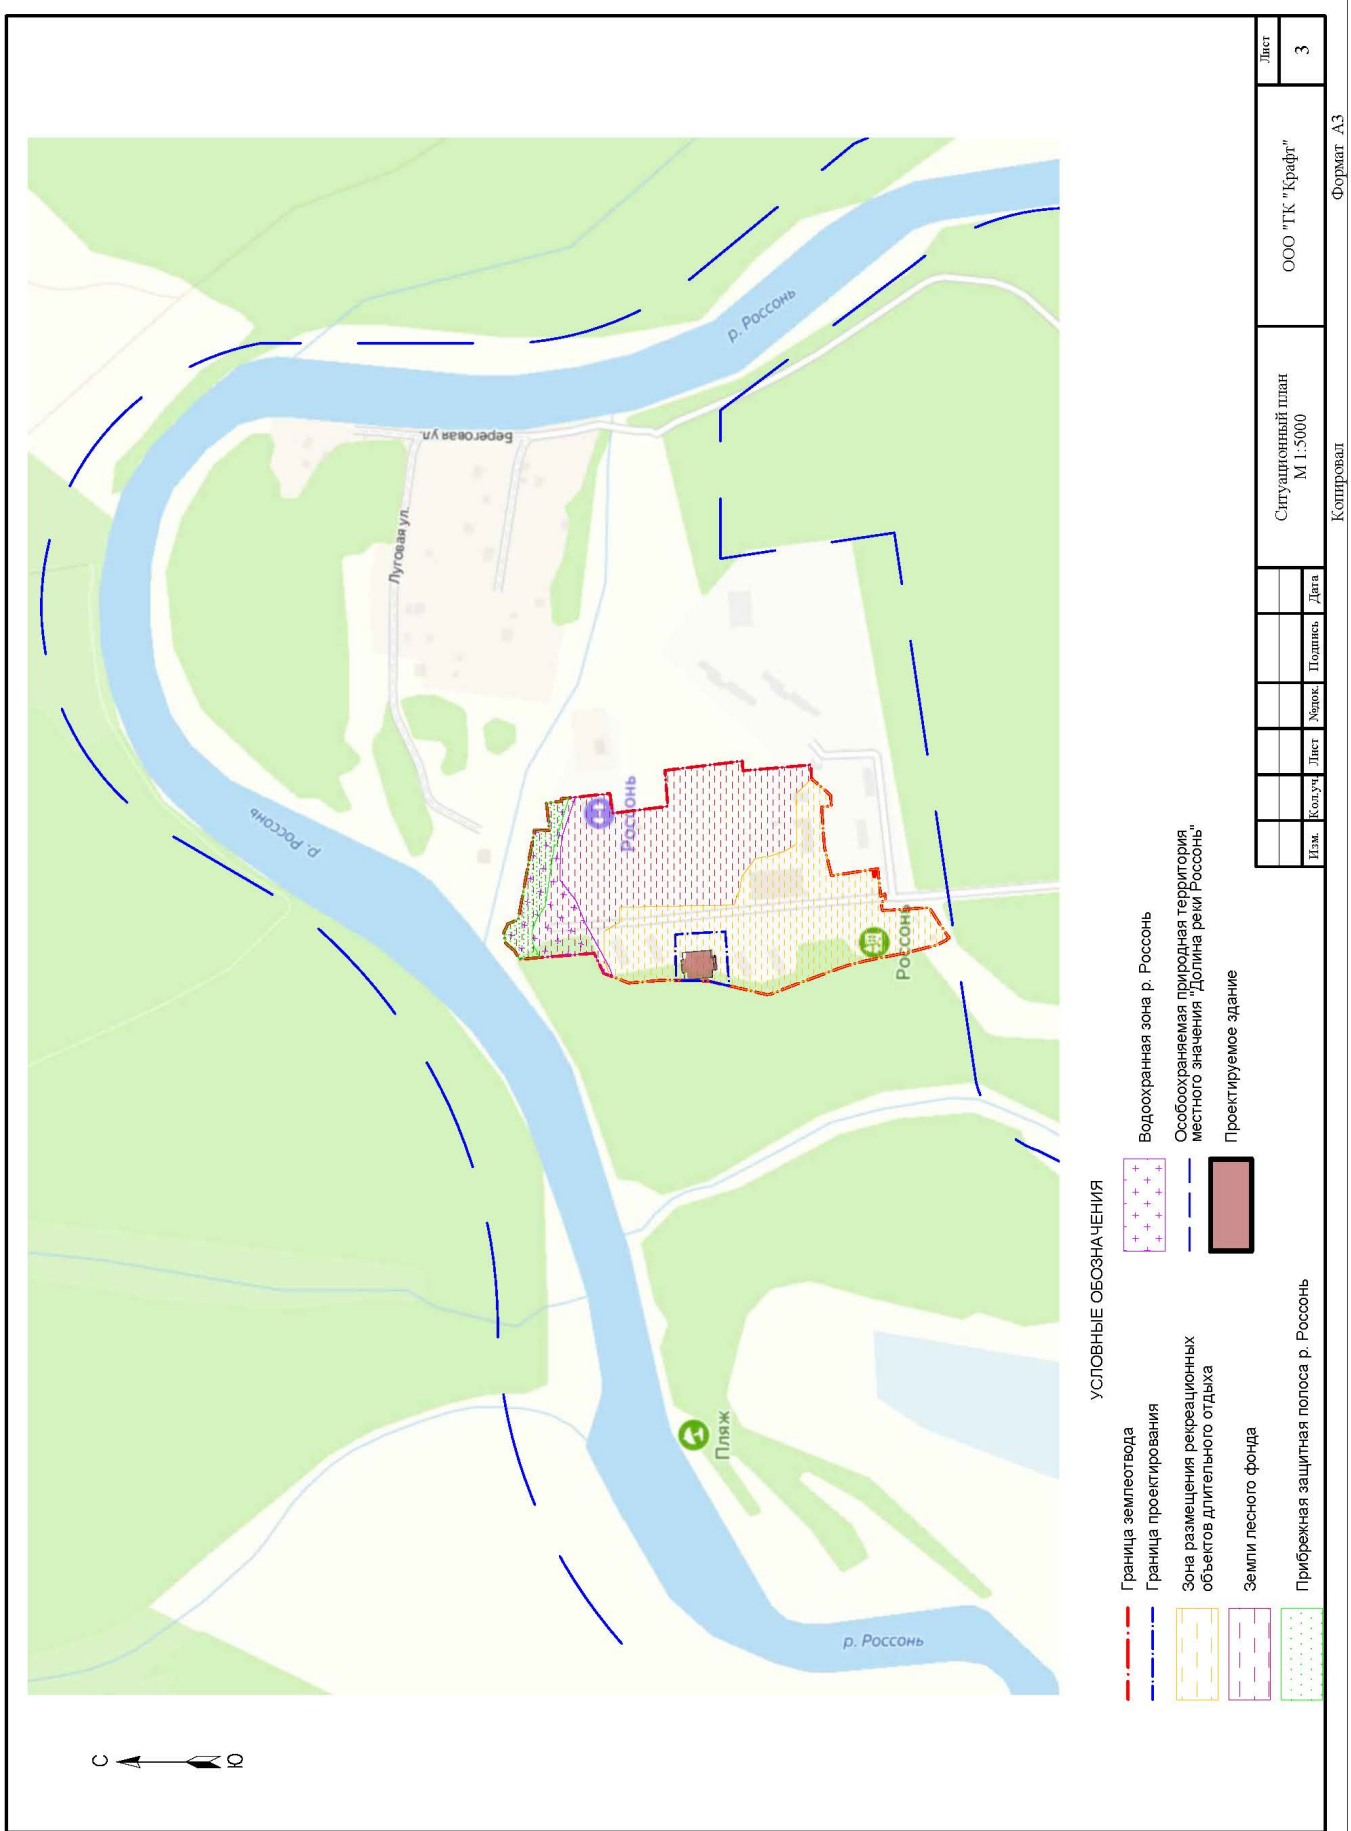 С
Ю
р. Россонь
р. Россонь
р. Россонь
Береговая ул.
Луговая ул.
Россонь
Россонь
Пляж
УСЛОВНЫЕ ОБОЗНАЧЕНИЯ
Граница землеотвода
Граница проектирования
Зона размещения рекреационных
объектов длительного отдыха
Земли лесного фонда
Прибрежная защитная полоса р. Россонь
Водоохранная зона р. Россонь
Особоохраняемая природная территория
местного значения "Долина реки Россонь"
Проектируемое здание
Изм.
Кол.уч.
Лист
№док.
Подпись
Дата
Ситуационный план
М 1:5000
ООО "ГК "Крафт"
Лист
3
Копировал
Формат А3